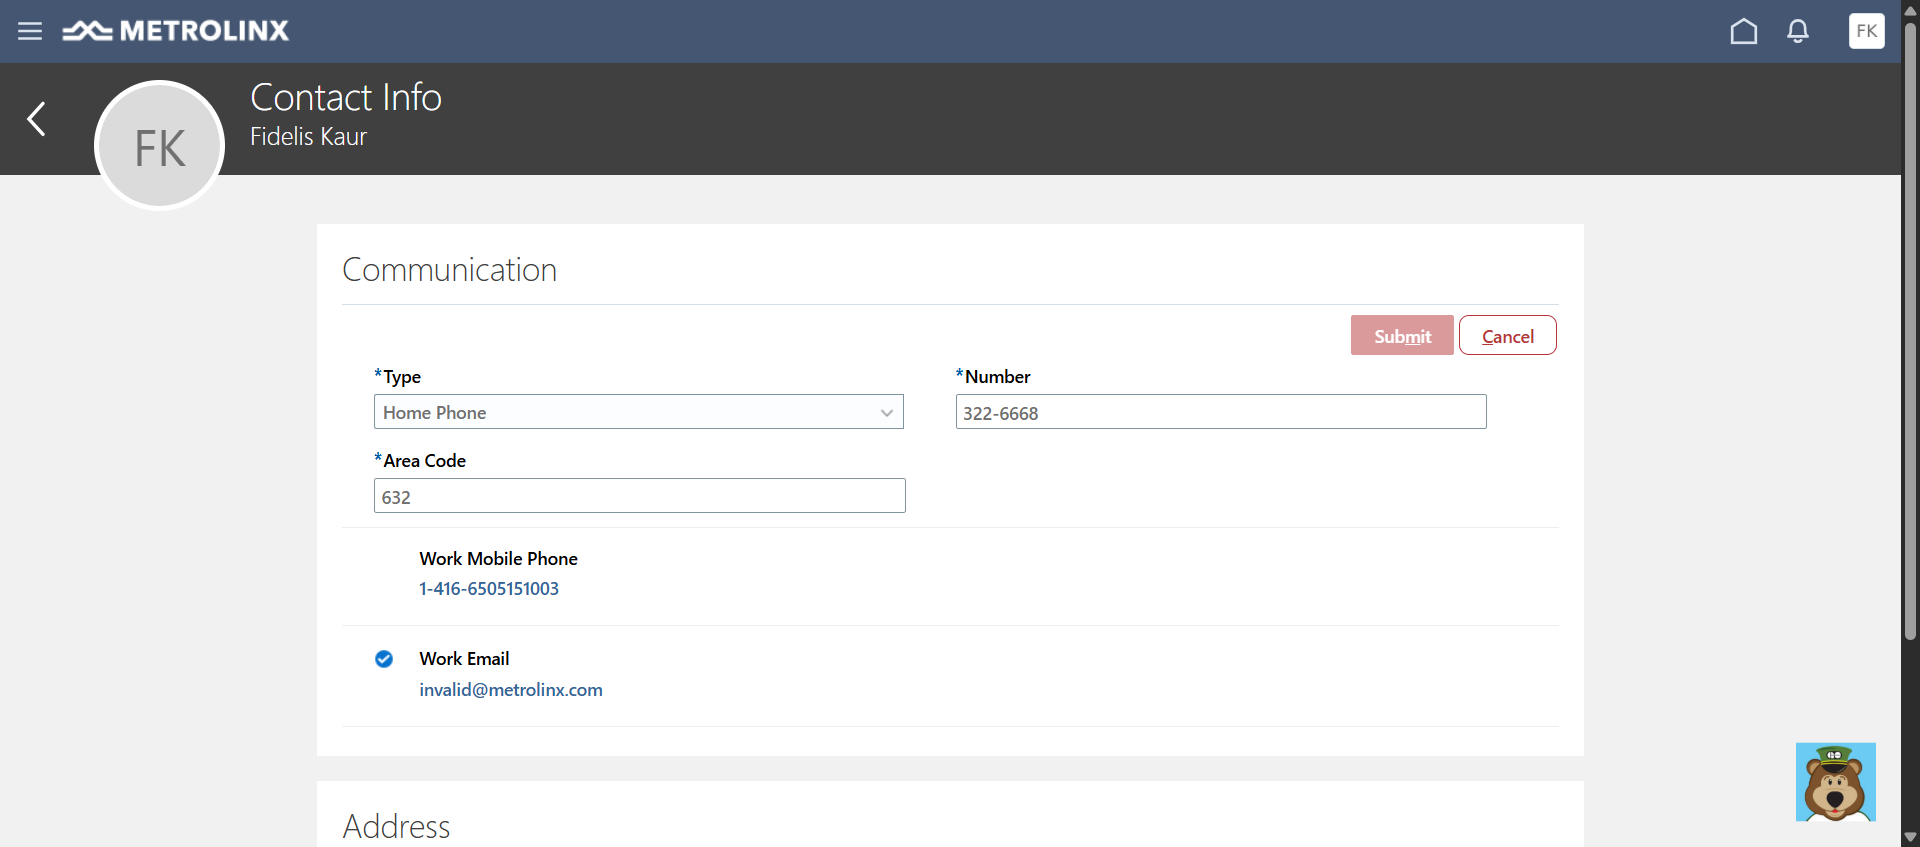 METROLINX
FK
FK
Contact Info
Fidelis Kaur
Communication
Submit
Cancel
*Type
*Number
Home Phone
322-6668
*Area Code
632
Work Mobile Phone
1-416-6505151003
Work Email
invalid@metrolinx.com
GO
Address